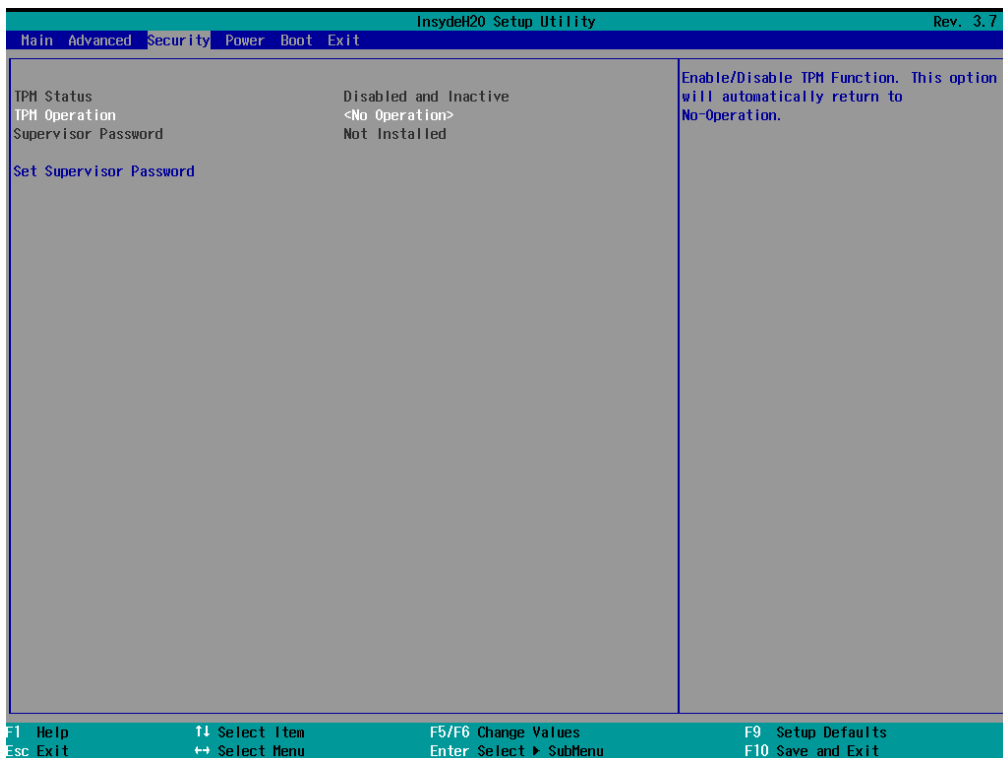 InsydeH20 Setup Utility Rev. 3.7
Main Advanced Security Power Boot Exit
Enable/Disable TPM Function. This option
will automatically return to
No-Operation.
TPM Status Disabled and Inactive
TPM Operation <No Operation>
Supervisor Password Not Installed
Set Supervisor Password
F1 Help ↑↓ Select Item F5/F6 Change Values F9 Setup Defaults
Esc Exit ↔ Select Menu Enter Select ▶ SubMenu F10 Save and Exit